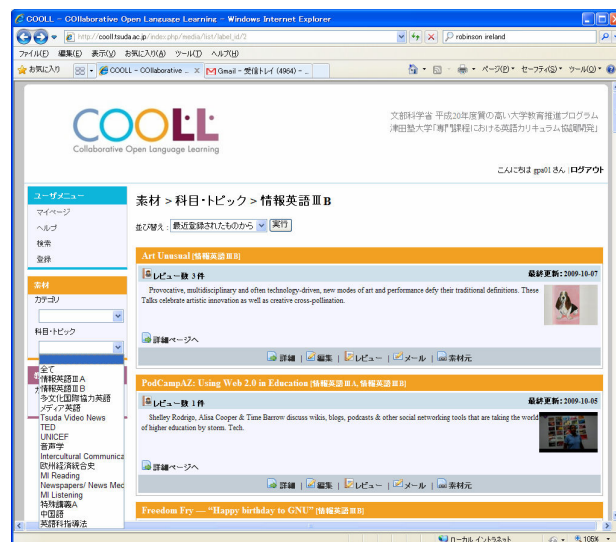 COOLL - COllaborative Open Language Learning - Windows Internet Explorer
http://cooll.tsuda.ac.jp/index.php/media/list/label_id/2
robinson ireland
ファイル(F) 編集(E) 表示(V) お気に入り(A) ツール(T) ヘルプ(H)
お気に入り
COOLL - COllaborative ...
Gmail - 受信トレイ (4964) - ...
ページ(P) セーフティ(S) ツール(O)
COOLL
Collaborative Open Language Learning
文部科学省 平成20年度質の高い大学教育推進プログラム
津田塾大学「専門課程における英語カリキュラム協働開発」
こんにちは gpa01 さん | ログアウト
ユーザメニュー
マイページ
ヘルプ
検索
登録
素材
カテゴリ
科目・トピック
全て
情報英語ⅢA
情報英語ⅢB
多文化国際協力英語
メディア英語
Tsuda Video News
TED
UNICEF
音声学
Intercultural Communica
欧州経済統合史
MI Reading
Newspapers/ News Med
MI Listening
特殊講義A
中国語
英語科指導法
素材 > 科目・トピック > 情報英語ⅢB
並び替え : 最近登録されたものから 実行
Art Unusual [情報英語ⅢB]
レビュー数 3 件 最終更新: 2009-10-07
Provocative, multidisciplinary and often technology-driven, new modes of art and performance defy their traditional definitions. These
Talks celebrate artistic innovation as well as creative cross-pollination.
詳細ページへ
詳細 | 編集 | レビュー | メール | 素材元
PodCampAZ: Using Web 2.0 in Education [情報英語ⅢA, 情報英語ⅢB]
レビュー数 1 件 最終更新: 2009-10-05
Shelley Rodrigo, Alisa Cooper & Time Barrow discuss wikis, blogs, podcasts & other social networking tools that are taking the world
of higher education by storm. Tech.
詳細ページへ
詳細 | 編集 | レビュー | メール | 素材元
Freedom Fry — "Happy birthday to GNU" [情報英語ⅢB]
ローカル イントラネット
105%